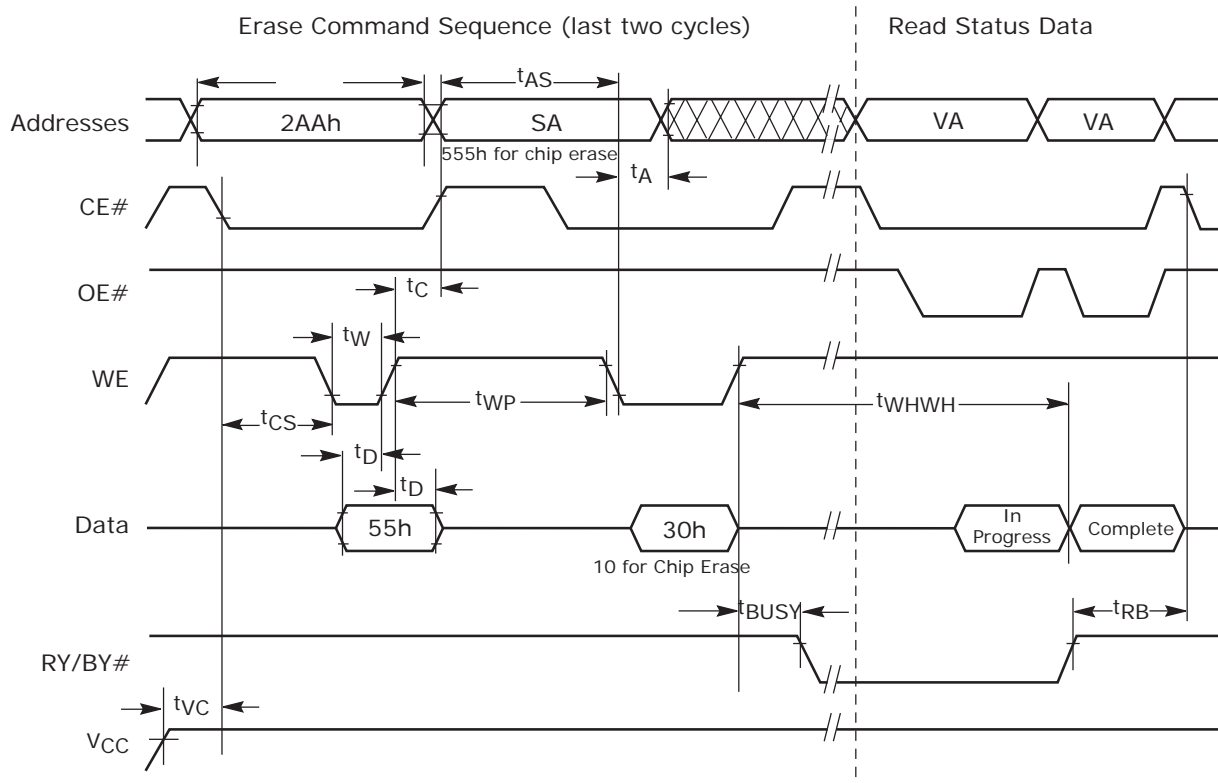 Erase Command Sequence (last two cycles)
Read Status Data
tAS
Addresses
2AAh
SA
VA
VA
555h for chip erase
tA
CE#
tC
OE#
tW
WE
tWP
tWHWH
tCS
tD
tD
Data
55h
30h
In
Progress
Complete
10 for Chip Erase
tBUSY
tRB
RY/BY#
tVC
VCC